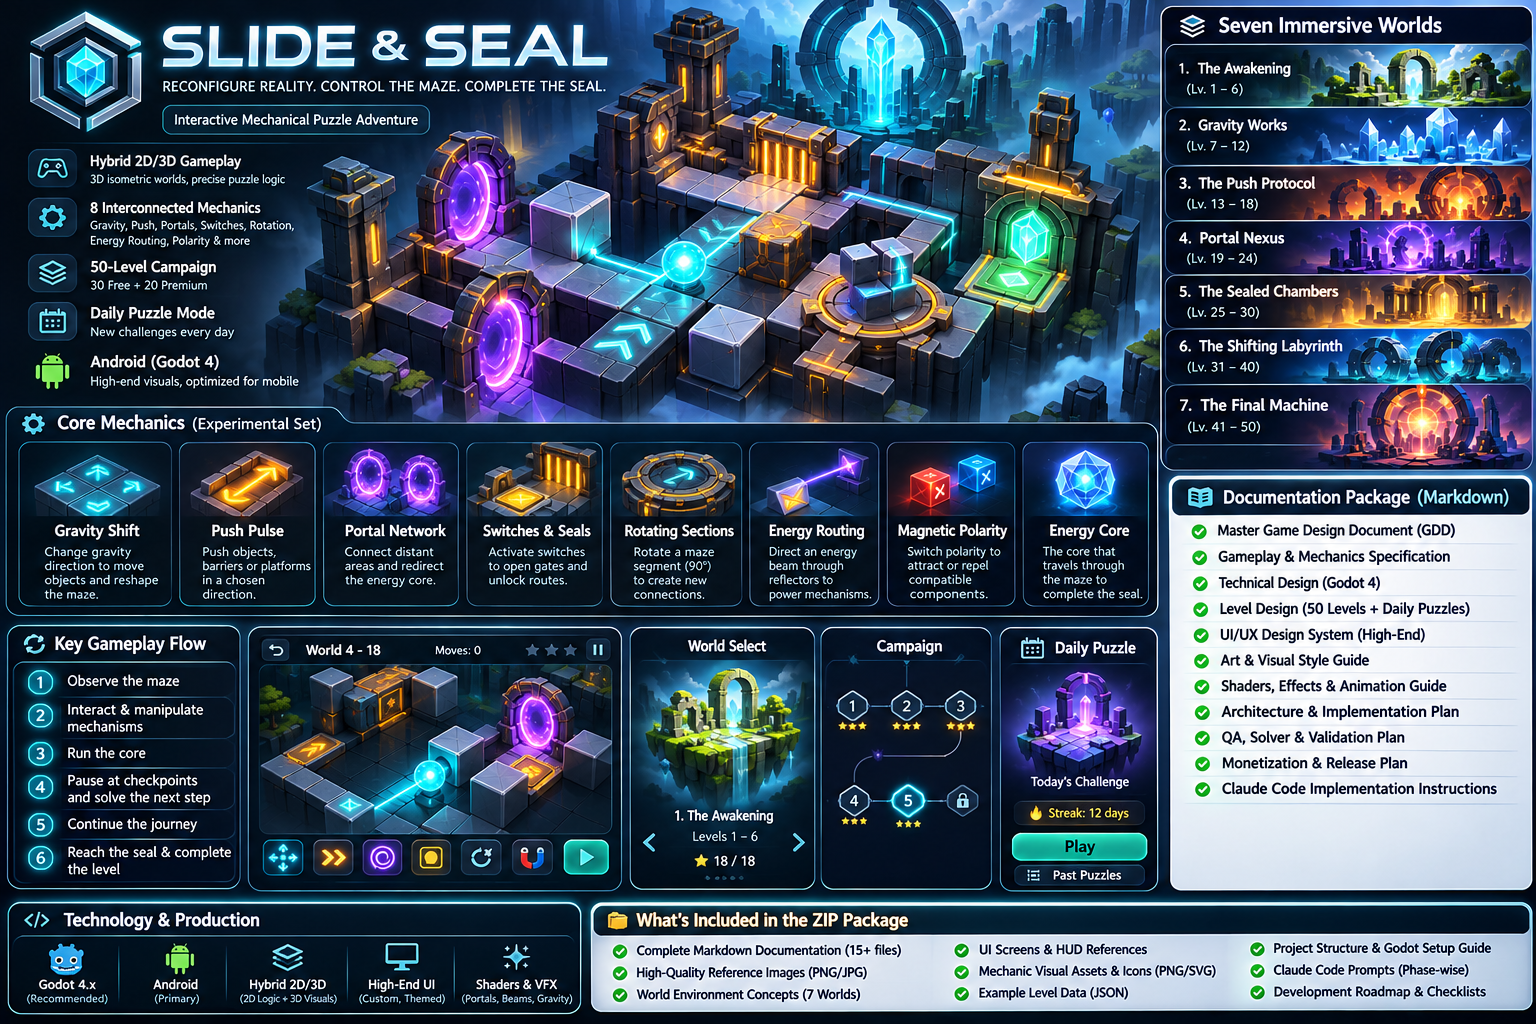 SLIDE & SEAL
RECONFIGURE REALITY. CONTROL THE MAZE. COMPLETE THE SEAL.
Interactive Mechanical Puzzle Adventure
Hybrid 2D/3D Gameplay
3D isometric worlds, precise puzzle logic
8 Interconnected Mechanics
Gravity, Push, Portals, Switches, Rotation,
Energy Routing, Polarity & more
50-Level Campaign
30 Free + 20 Premium
Daily Puzzle Mode
New challenges every day
Android (Godot 4)
High-end visuals, optimized for mobile
Seven Immersive Worlds
1. The Awakening
(Lv. 1 – 6)
2. Gravity Works
(Lv. 7 – 12)
3. The Push Protocol
(Lv. 13 – 18)
4. Portal Nexus
(Lv. 19 – 24)
5. The Sealed Chambers
(Lv. 25 – 30)
6. The Shifting Labyrinth
(Lv. 31 – 40)
7. The Final Machine
(Lv. 41 – 50)
Core Mechanics (Experimental Set)
Gravity Shift
Change gravity
direction to move
objects and reshape
the maze.
Push Pulse
Push objects,
barriers or platforms
in a chosen
direction.
Portal Network
Connect distant
areas and redirect
the energy core.
Switches & Seals
Activate switches
to open gates and
unlock routes.
Rotating Sections
Rotate a maze
segment (90°)
to create new
connections.
Energy Routing
Direct an energy
beam through
reflectors to
power mechanisms.
Magnetic Polarity
Switch polarity to
attract or repel
compatible
components.
Energy Core
The core that
travels through
the maze to
complete the seal.
Documentation Package (Markdown)
Master Game Design Document (GDD)
Gameplay & Mechanics Specification
Technical Design (Godot 4)
Level Design (50 Levels + Daily Puzzles)
UI/UX Design System (High-End)
Art & Visual Style Guide
Shaders, Effects & Animation Guide
Architecture & Implementation Plan
QA, Solver & Validation Plan
Monetization & Release Plan
Claude Code Implementation Instructions
Key Gameplay Flow
1 Observe the maze
2 Interact & manipulate
mechanisms
3 Run the core
4 Pause at checkpoints
and solve the next step
5 Continue the journey
6 Reach the seal & complete
the level
World 4 - 18 Moves: 0
World Select
1. The Awakening
Levels 1 – 6
18 / 18
Campaign
1 2 3
4 5
Daily Puzzle
Today's Challenge
Streak: 12 days
Play
Past Puzzles
</> Technology & Production
Godot 4.x
(Recommended)
Android
(Primary)
Hybrid 2D/3D
(2D Logic + 3D Visuals)
High-End UI
(Custom, Themed)
Shaders & VFX
(Portals, Beams, Gravity)
What's Included in the ZIP Package
Complete Markdown Documentation (15+ files)
High-Quality Reference Images (PNG/JPG)
World Environment Concepts (7 Worlds)
UI Screens & HUD References
Mechanic Visual Assets & Icons (PNG/SVG)
Example Level Data (JSON)
Project Structure & Godot Setup Guide
Claude Code Prompts (Phase-wise)
Development Roadmap & Checklists